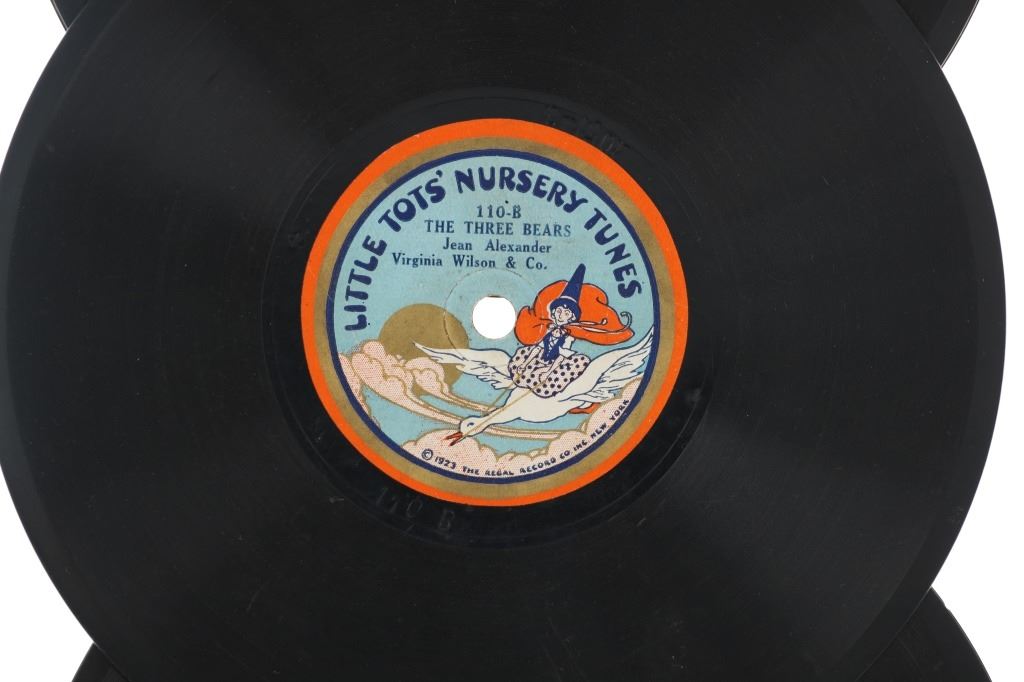 LITTLE TOTS' NURSERY TUNES
110-B
THE THREE BEARS
Jean Alexander
Virginia Wilson & Co.
© 1923 THE REGAL RECORD CO INC NEW YORK
110 B